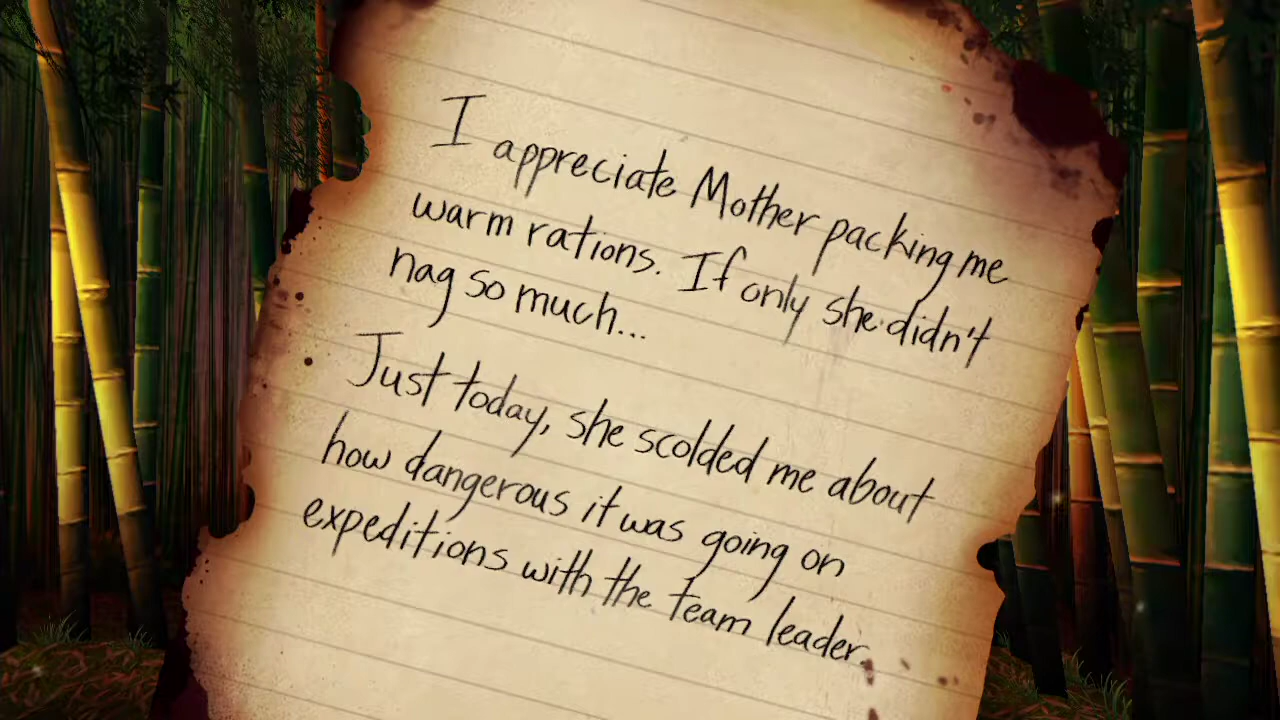 I appreciate Mother packing me
warm rations. If only she didn't
nag so much...
Just today, she scolded me about
how dangerous it was going on
expeditions with the team leader.